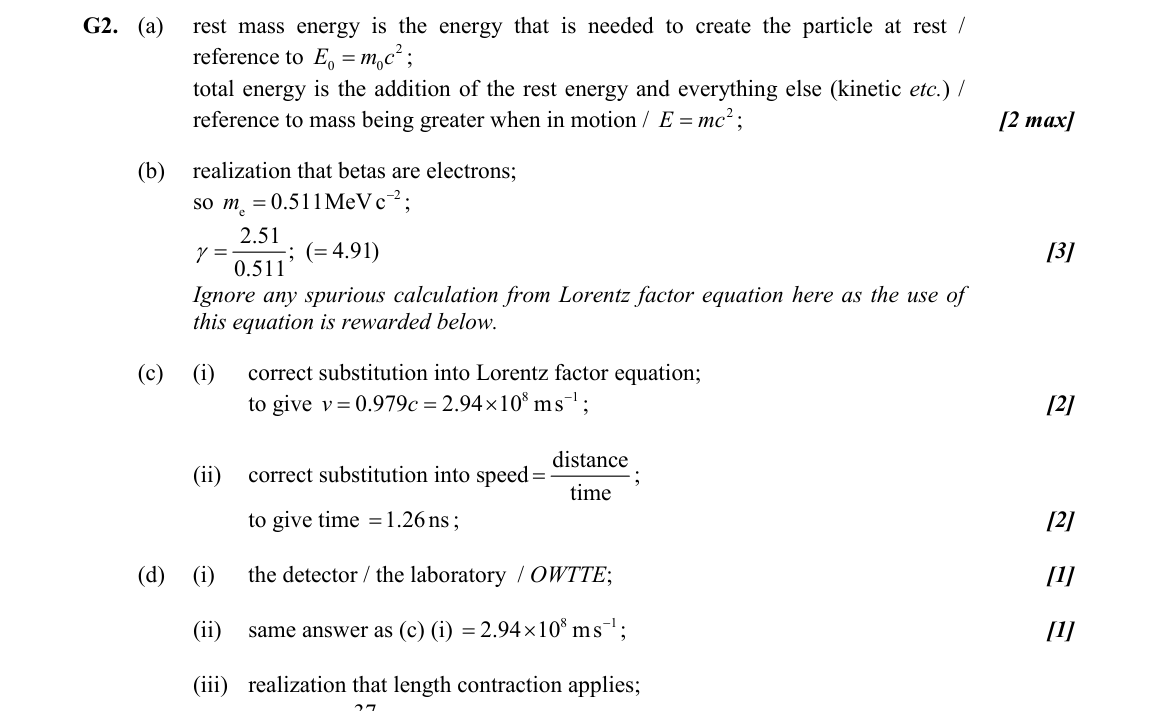 G2. (a) rest mass energy is the energy that is needed to create the particle at rest /
reference to E₀ = m₀c² ;
total energy is the addition of the rest energy and everything else (kinetic etc.) /
reference to mass being greater when in motion / E = mc² ; [2 max]
(b) realization that betas are electrons;
so mₑ = 0.511 MeV c⁻² ;
γ = 2.51/0.511 ; (= 4.91) [3]
Ignore any spurious calculation from Lorentz factor equation here as the use of
this equation is rewarded below.
(c) (i) correct substitution into Lorentz factor equation;
to give v = 0.979c = 2.94×10⁸ m s⁻¹ ; [2]
(ii) correct substitution into speed = distance/time ;
to give time = 1.26 ns ; [2]
(d) (i) the detector / the laboratory / OWTTE; [1]
(ii) same answer as (c) (i) = 2.94×10⁸ m s⁻¹ ; [1]
(iii) realization that length contraction applies;